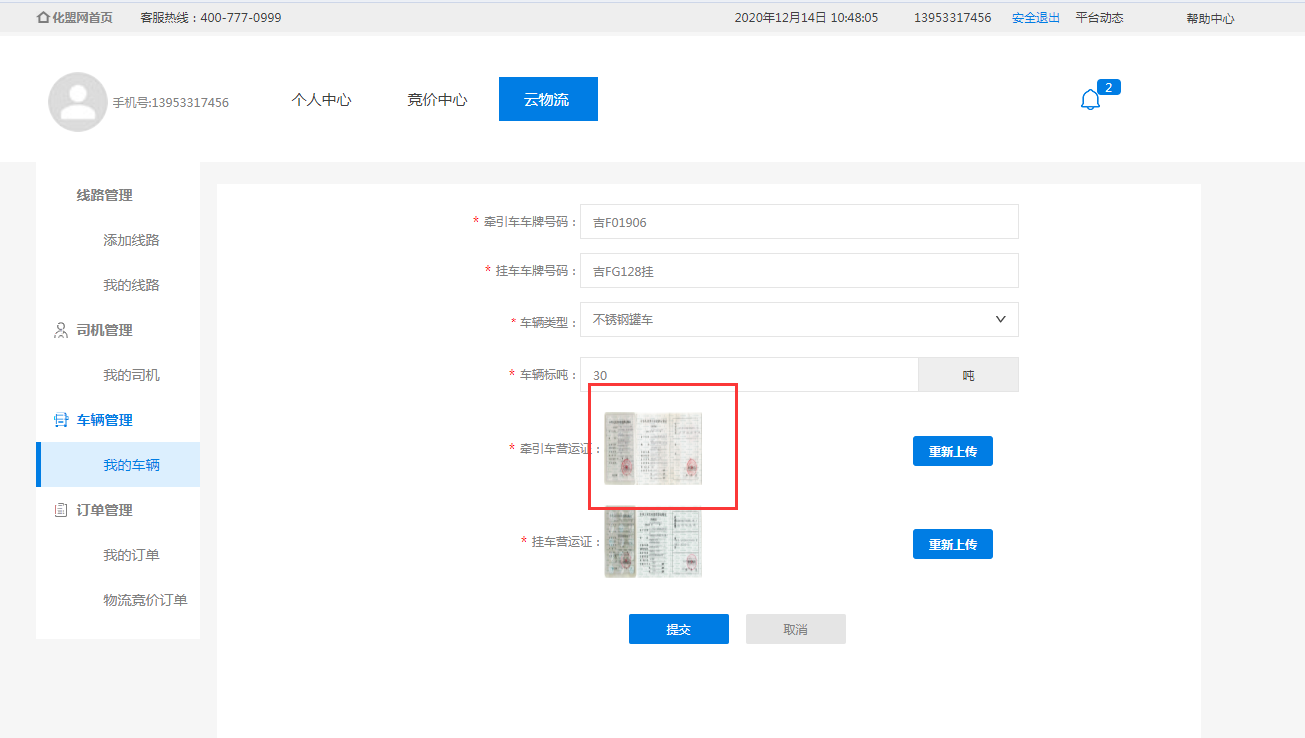 化盟网首页 客服热线：400-777-0999 2020年12月14日 10:48:05 13953317456 安全退出 平台动态 帮助中心
手机号:13953317456 个人中心 竞价中心 云物流 2
线路管理
添加线路
我的线路
司机管理
我的司机
车辆管理
我的车辆
订单管理
我的订单
物流竞价订单
* 牵引车车牌号码： 吉F01906
* 挂车车牌号码： 吉FG128挂
* 车辆类型： 不锈钢罐车
* 车辆标吨： 30 吨
* 牵引车营运证： 重新上传
* 挂车营运证： 重新上传
提交 取消